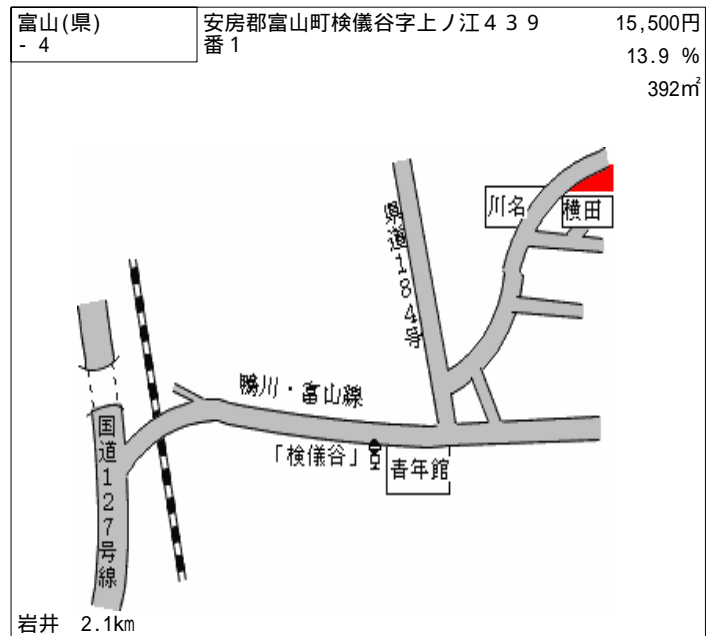 富山(県)
- 4
安房郡富山町検儀谷字上ノ江４３９
番１
15,500円
13.9 %
392㎡
川名
横田
県道184号
鴨川・富山線
「検儀谷」
青年館
国道127号線
岩井 2.1km